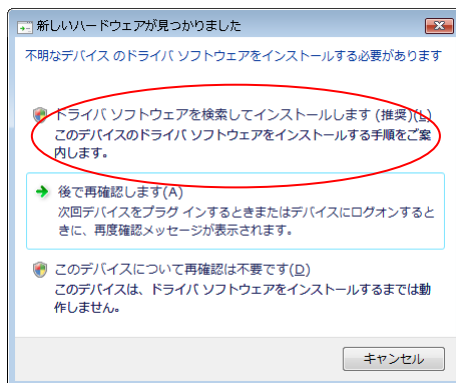 新しいハードウェアが見つかりました
不明なデバイス のドライバ ソフトウェアをインストールする必要があります
ドライバ ソフトウェアを検索してインストールします (推奨)(L)
このデバイスのドライバ ソフトウェアをインストールする手順をご案
内します。
後で再確認します(A)
次回デバイスをプラグ インするときまたはデバイスにログオンすると
きに、再度確認メッセージが表示されます。
このデバイスについて再確認は不要です(D)
このデバイスは、ドライバ ソフトウェアをインストールするまでは動
作しません。
キャンセル